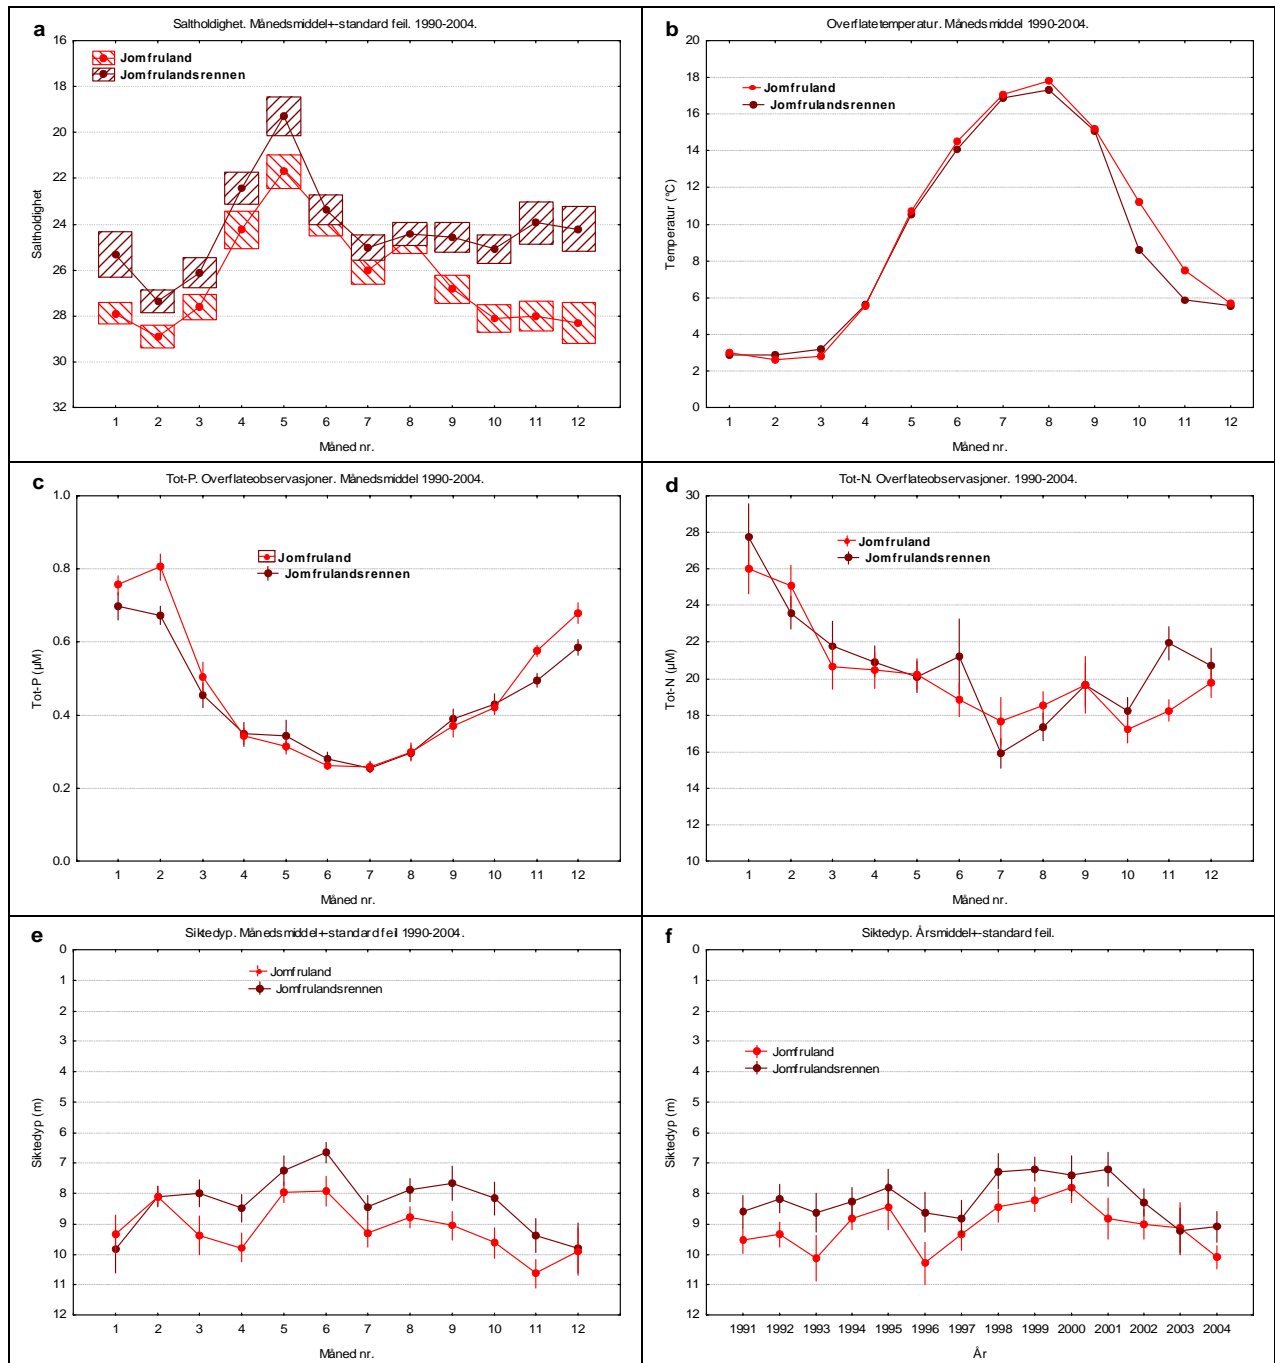 a
Saltholdighet. Månedsmiddel+-standard feil. 1990-2004.
Jomfruland
Jomfrulandsrennen
Saltholdighet
16
18
20
22
24
26
28
30
32
1 2 3 4 5 6 7 8 9 10 11 12
Måned nr.
b
Overflatetemperatur. Månedsmiddel 1990-2004.
Jomfruland
Jomfrulandsrennen
Temperatur (°C)
20
18
16
14
12
10
8
6
4
2
0
1 2 3 4 5 6 7 8 9 10 11 12
Måned nr.
c
Tot-P. Overflateobservasjoner. Månedsmiddel 1990-2004.
Jomfruland
Jomfrulandsrennen
Tot-P (µM)
1.0
0.8
0.6
0.4
0.2
0.0
1 2 3 4 5 6 7 8 9 10 11 12
Måned nr.
d
Tot-N. Overflateobservasjoner. 1990-2004.
Jomfruland
Jomfrulandsrennen
Tot-N (µM)
30
28
26
24
22
20
18
16
14
12
10
1 2 3 4 5 6 7 8 9 10 11 12
Måned nr.
e
Siktedyp. Månedsmiddel+-standard feil 1990-2004.
Jomfruland
Jomfrulandsrennen
Siktedyp (m)
0
1
2
3
4
5
6
7
8
9
10
11
12
1 2 3 4 5 6 7 8 9 10 11 12
Måned nr.
f
Siktedyp. Årsmiddel+-standard feil.
Jomfruland
Jomfrulandsrennen
Siktedyp (m)
0
1
2
3
4
5
6
7
8
9
10
11
12
1991 1992 1993 1994 1995 1996 1997 1998 1999 2000 2001 2002 2003 2004
År